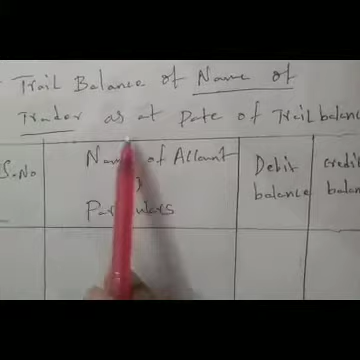 Trail Balance of Name of
Trader as at Date of Trail balance
S.No
Name of Account
Particulars
Debit
balance
credit
balan